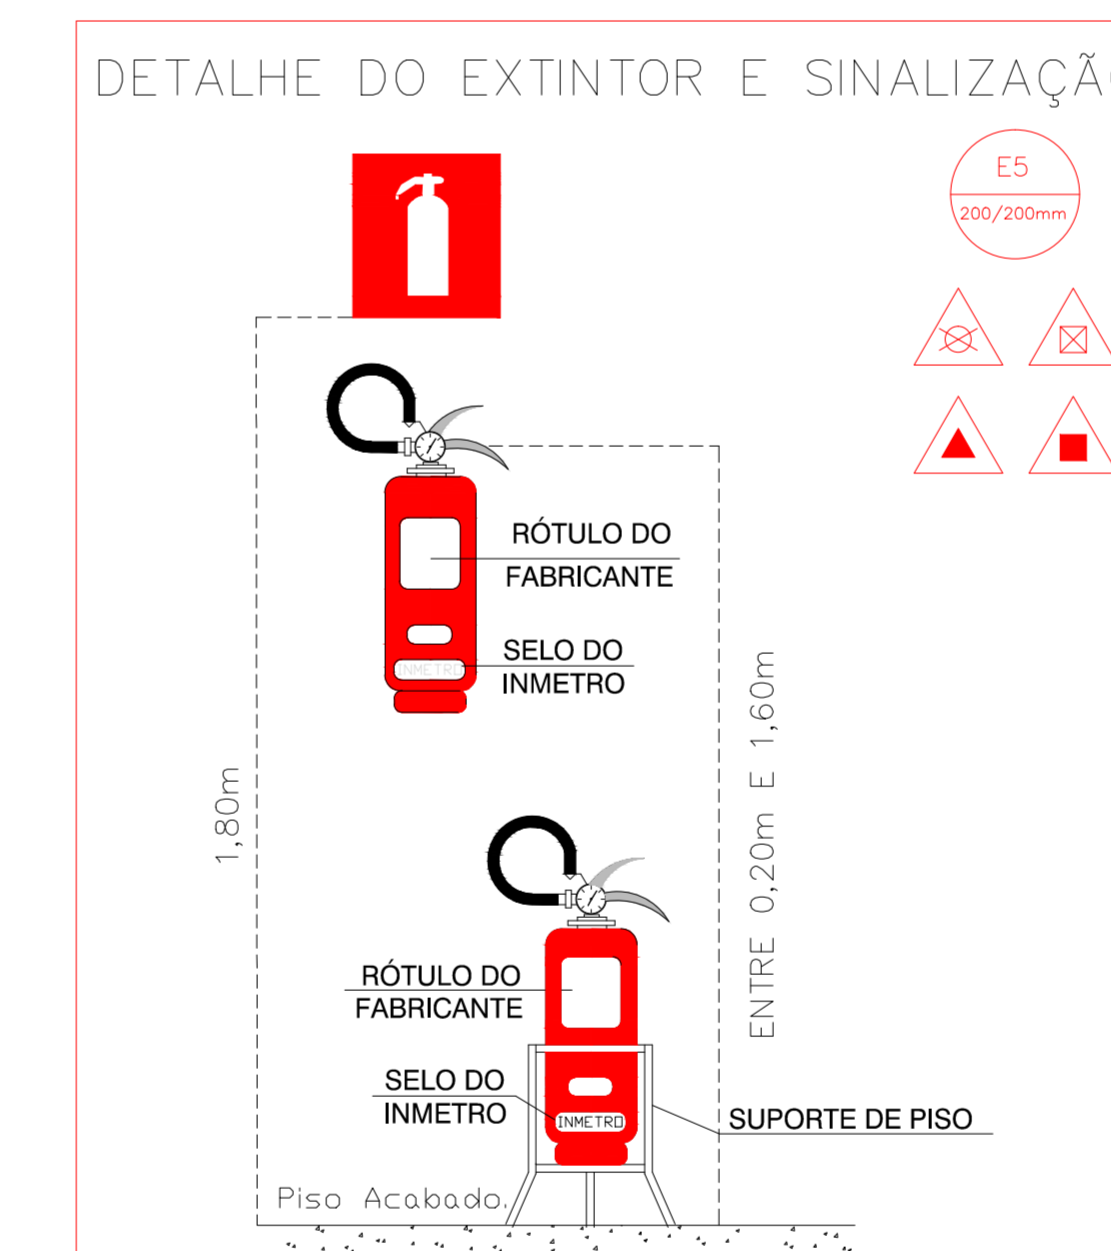 DETALHE DO EXTINTOR E SINALIZAÇÃO
E5
200/200mm
RÓTULO DO
FABRICANTE
SELO DO
INMETRO
INMETRO
1,80m
ENTRE 0,20m E 1,60m
RÓTULO DO
FABRICANTE
SELO DO
INMETRO
INMETRO
SUPORTE DE PISO
Piso Acabado.